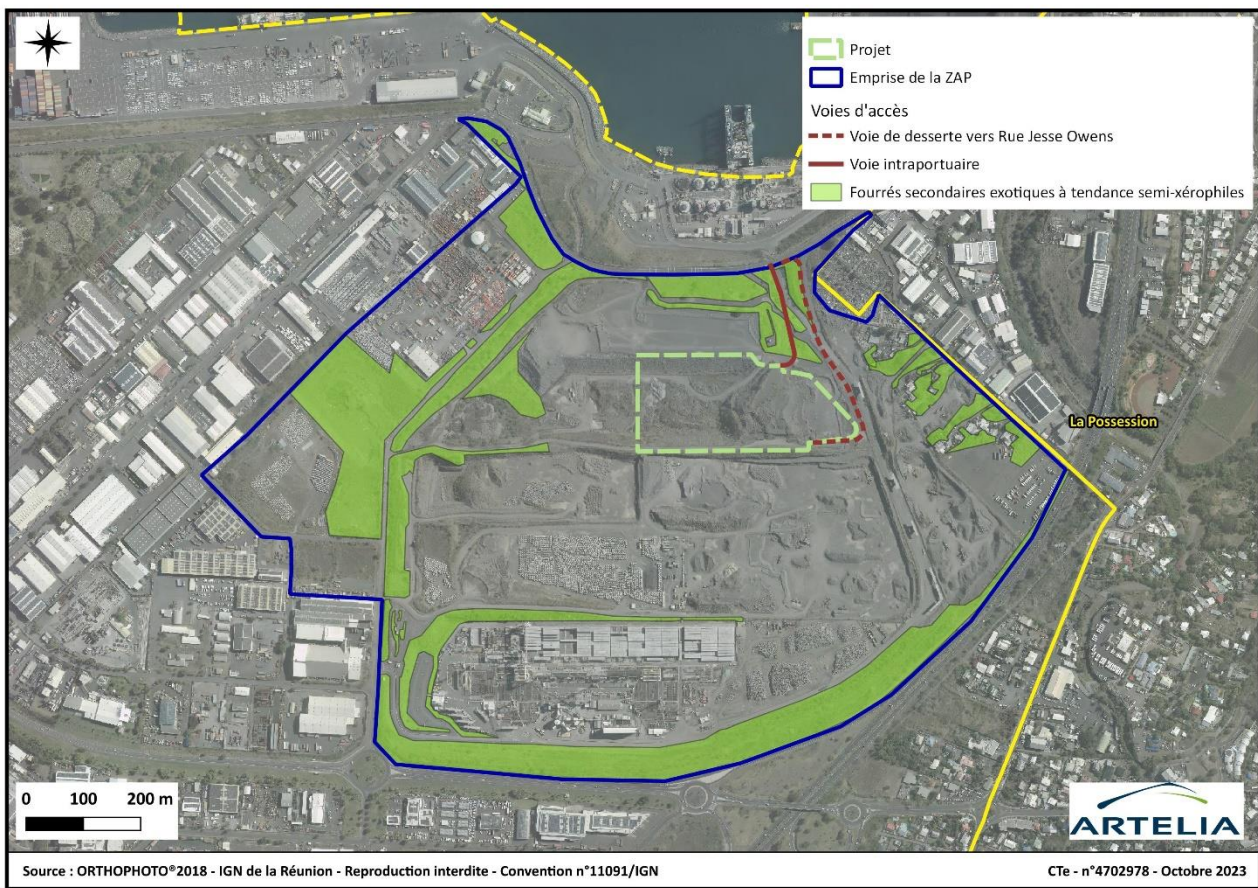 Projet
Emprise de la ZAP
Voies d'accès
Voie de desserte vers Rue Jesse Owens
Voie intraportuaire
Fourrés secondaires exotiques à tendance semi-xérophiles
La Possession
0 100 200 m
ARTELIA
Source : ORTHOPHOTO®2018 - IGN de la Réunion - Reproduction interdite - Convention n°11091/IGN
CTe - n°4702978 - Octobre 2023